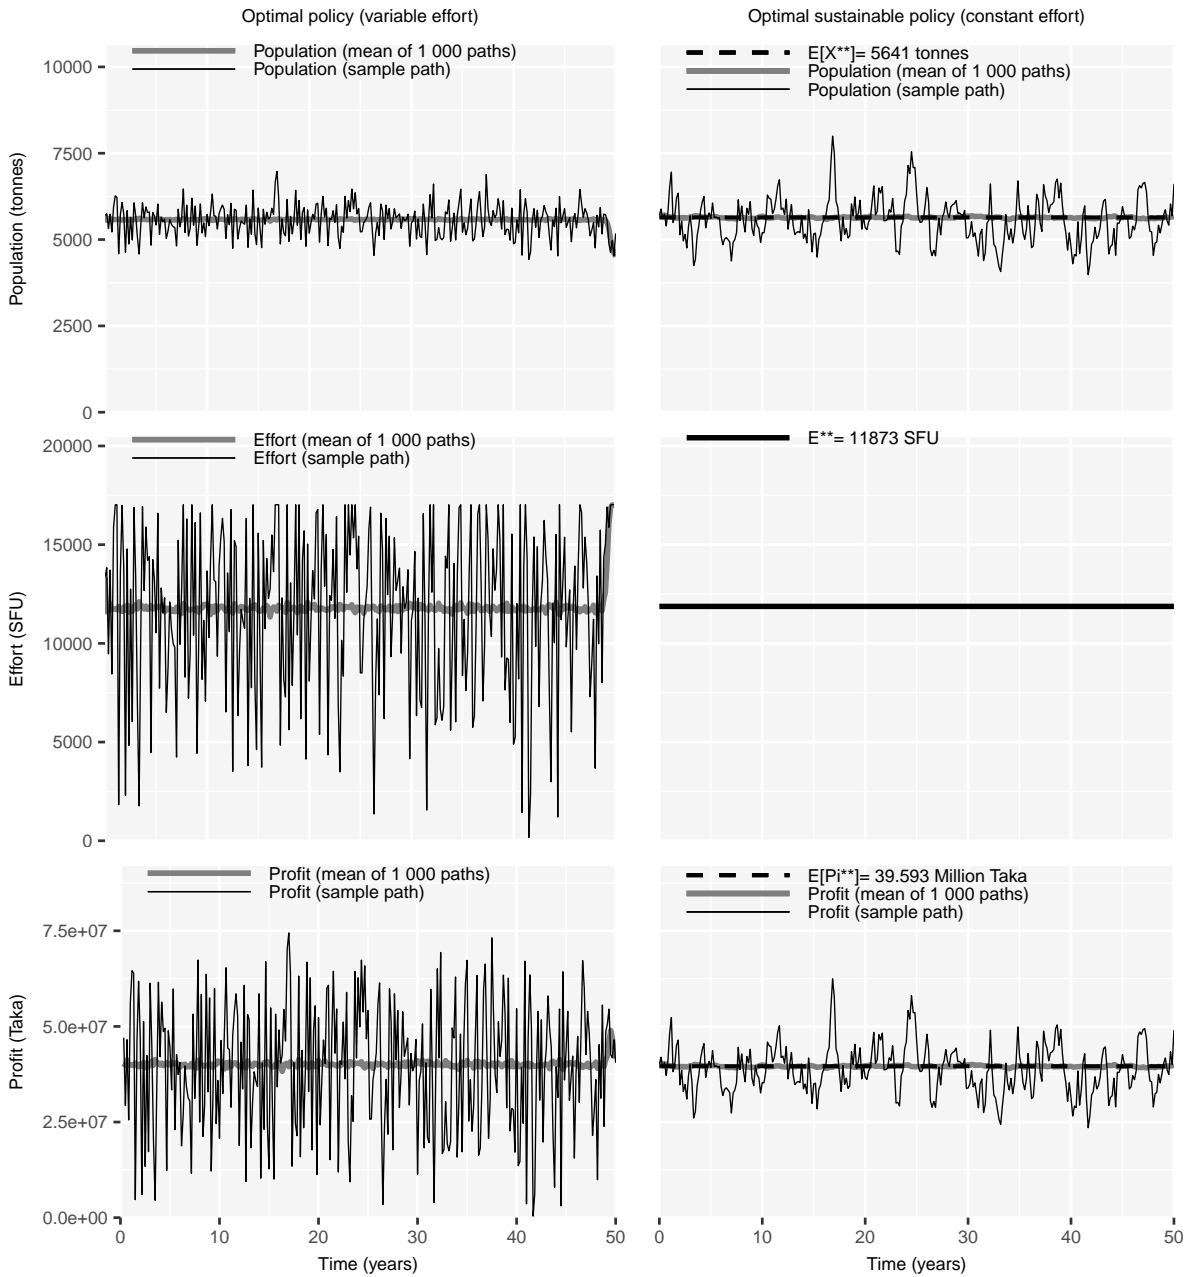 Optimal policy (variable effort)
Optimal sustainable policy (constant effort)
Population (mean of 1 000 paths)
Population (sample path)
E[X**]= 5641 tonnes
Population (mean of 1 000 paths)
Population (sample path)
Population (tonnes)
10000
7500
5000
2500
0
Effort (mean of 1 000 paths)
Effort (sample path)
E**= 11873 SFU
Effort (SFU)
20000
15000
10000
5000
0
Profit (mean of 1 000 paths)
Profit (sample path)
E[Pi**]= 39.593 Million Taka
Profit (mean of 1 000 paths)
Profit (sample path)
Profit (Taka)
7.5e+07
5.0e+07
2.5e+07
0.0e+00
0 10 20 30 40 50
0 10 20 30 40 50
Time (years)
Time (years)